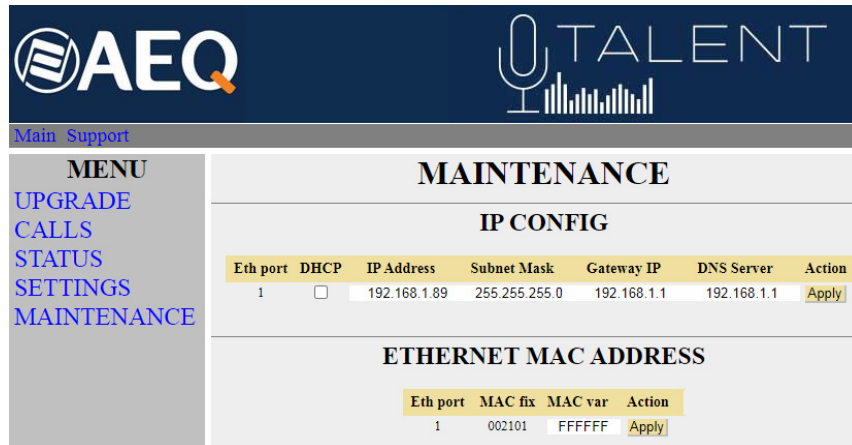 AEQ
TALENT
Main Support
MENU
UPGRADE
CALLS
STATUS
SETTINGS
MAINTENANCE
MAINTENANCE
IP CONFIG
Eth port DHCP IP Address Subnet Mask Gateway IP DNS Server Action
1 192.168.1.89 255.255.255.0 192.168.1.1 192.168.1.1 Apply
ETHERNET MAC ADDRESS
Eth port MAC fix MAC var Action
1 002101 FFFFFF Apply